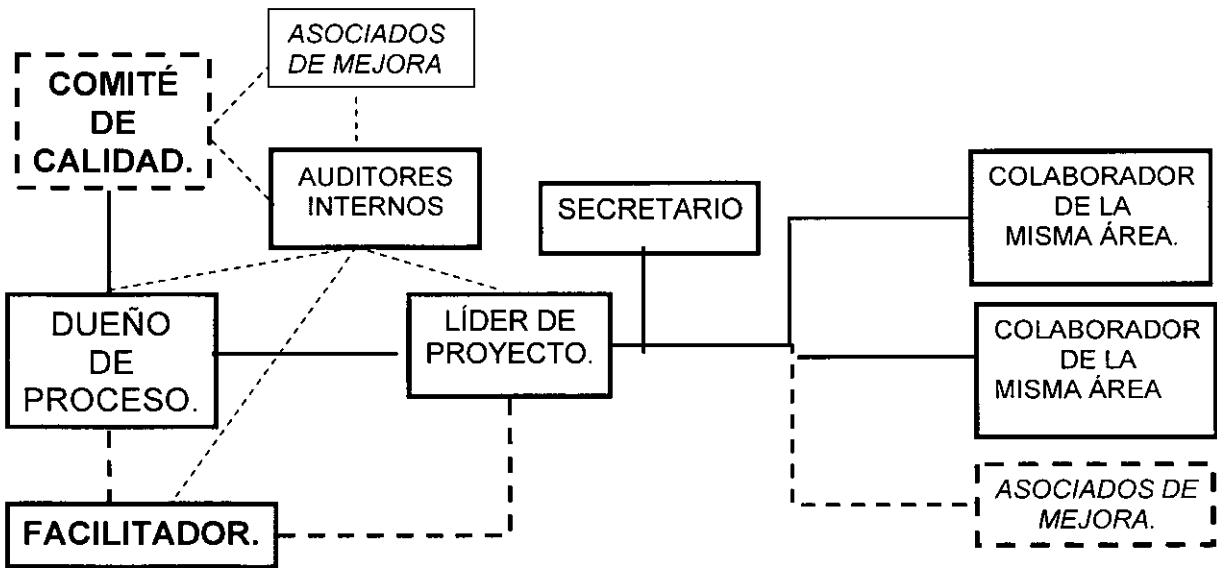 ASOCIADOS
DE MEJORA
COMITÉ
DE
CALIDAD.
AUDITORES
INTERNOS
SECRETARIO
COLABORADOR
DE LA
MISMA ÁREA.
DUEÑO
DE
PROCESO.
LÍDER DE
PROYECTO.
COLABORADOR
DE LA
MISMA ÁREA
FACILITADOR.
ASOCIADOS DE
MEJORA.